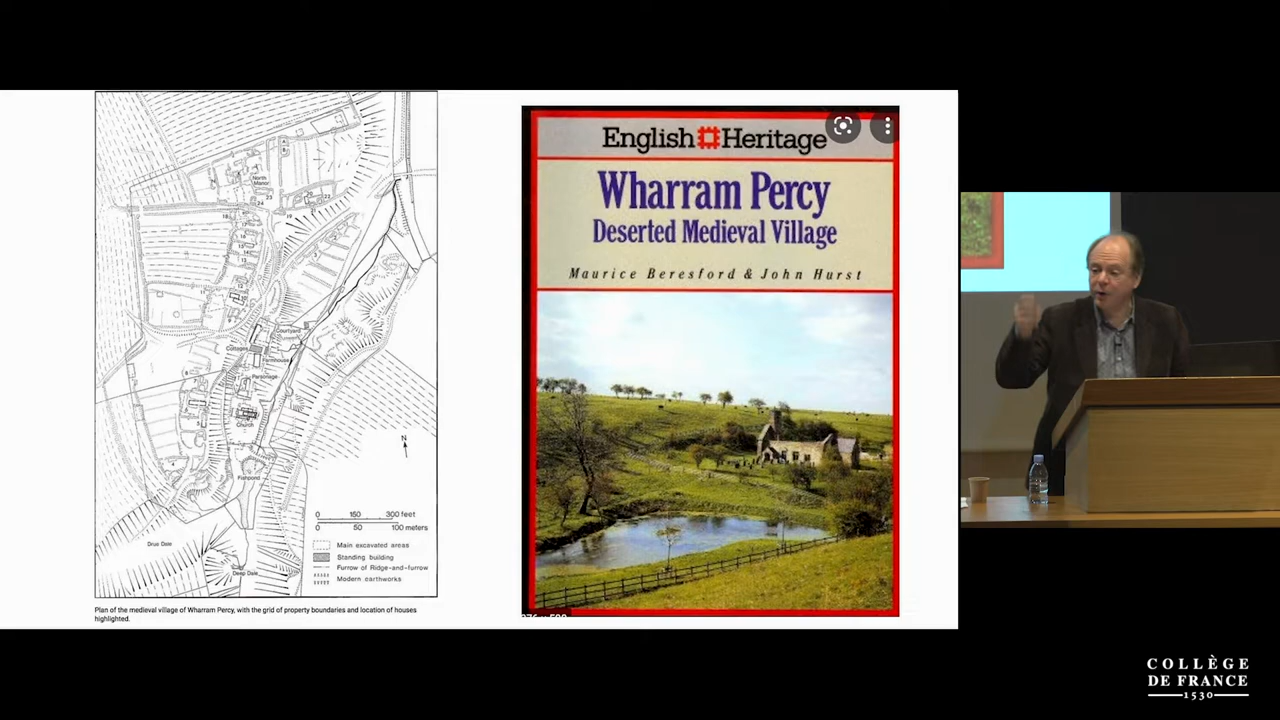 North
Manor
Courtyard
Cottages
Farmhouse
Parsonage
Church
Fishpond
N
0 150 300 feet
0 50 100 meters
Main excavated areas
Standing building
Furrow of Ridge-and-furrow
Modern earthworks
Drue Dale
Deep Dale
Plan of the medieval village of Wharram Percy, with the grid of property boundaries and location of houses
highlighted.
English Heritage
Wharram Percy
Deserted Medieval Village
Maurice Beresford & John Hurst
COLLÈGE
DE FRANCE
1530